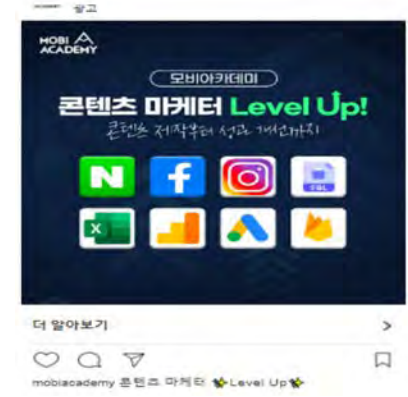 광고
MOBI
ACADEMY
모비아카데미
콘텐츠 마케터 Level Up!
콘텐츠 제작부터 성과 개선까지
N
f
SQL
X
더 알아보기
mobiacademy 콘텐츠 마케터 Level Up